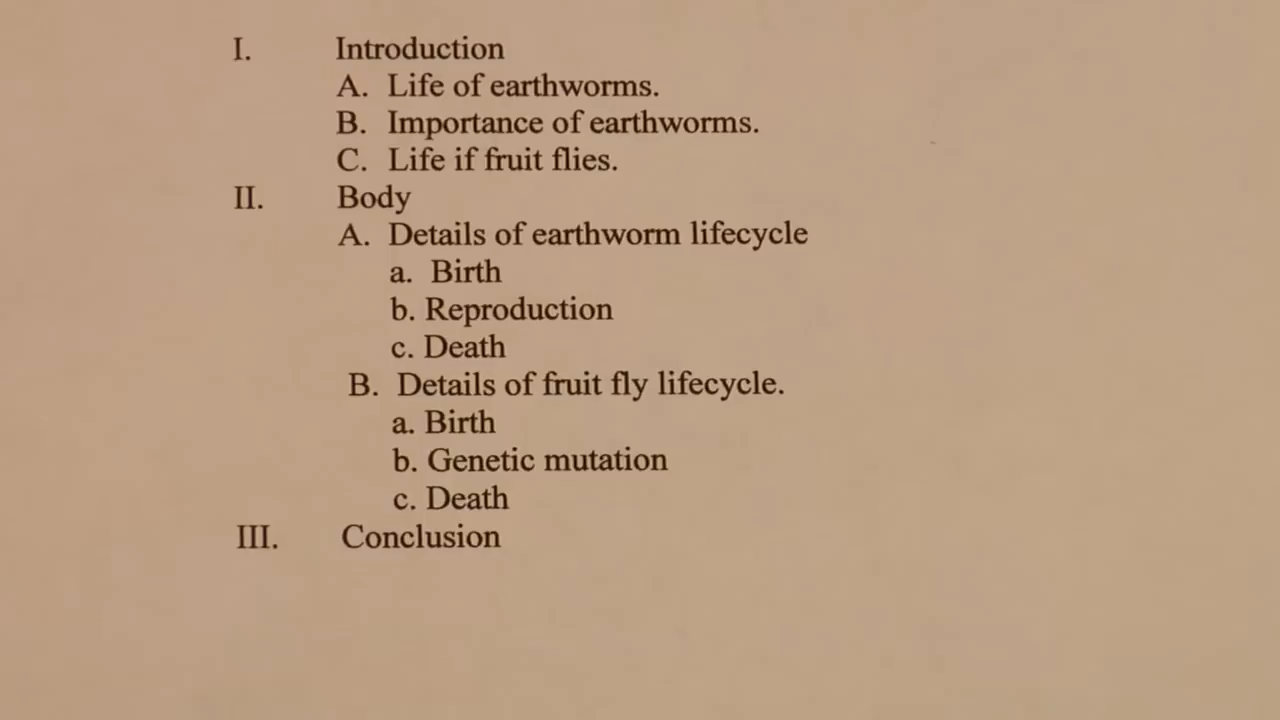 I. Introduction
A. Life of earthworms.
B. Importance of earthworms.
C. Life if fruit flies.
II. Body
A. Details of earthworm lifecycle
a. Birth
b. Reproduction
c. Death
B. Details of fruit fly lifecycle.
a. Birth
b. Genetic mutation
c. Death
III. Conclusion